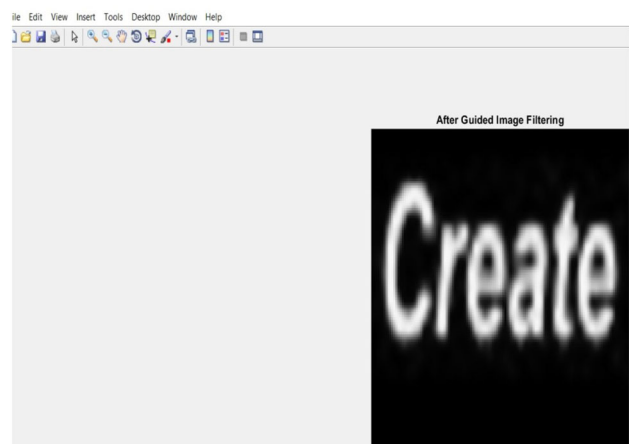 ile Edit View Insert Tools Desktop Window Help
After Guided Image Filtering
Create